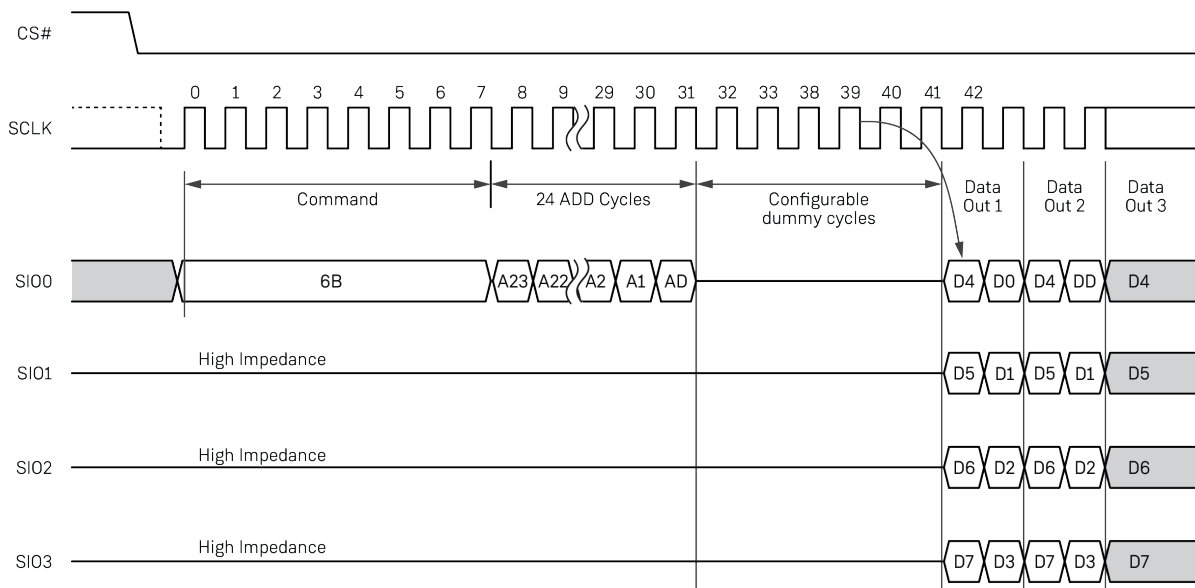 CS#
0 1 2 3 4 5 6 7 8 9 29 30 31 32 33 38 39 40 41 42
SCLK
Command
24 ADD Cycles
Configurable
dummy cycles
Data
Out 1
Data
Out 2
Data
Out 3
SIO0 6B A23 A22 A2 A1 AD D4 D0 D4 DD D4
High Impedance
SIO1 D5 D1 D5 D1 D5
High Impedance
SIO2 D6 D2 D6 D2 D6
High Impedance
SIO3 D7 D3 D7 D3 D7